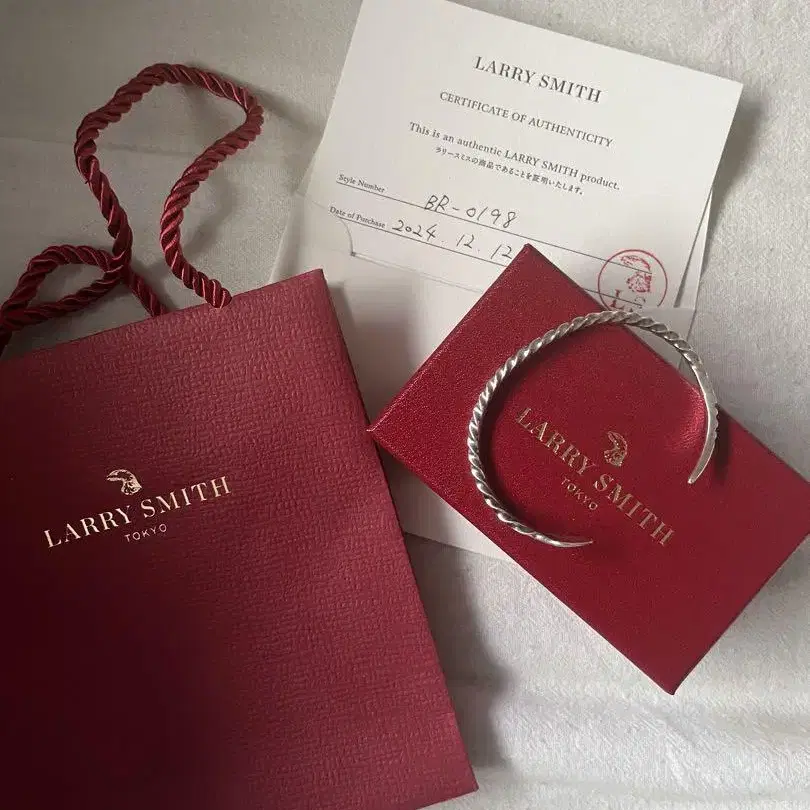 LARRY SMITH
CERTIFICATE OF AUTHENTICITY
This is an authentic LARRY SMITH product.
ラリースミスの商品であることを証明いたします。
Style Number BR-0198
Date of Purchase 2024.12.12
LARRY SMITH
TOKYO
LARRY SMITH
TOKYO